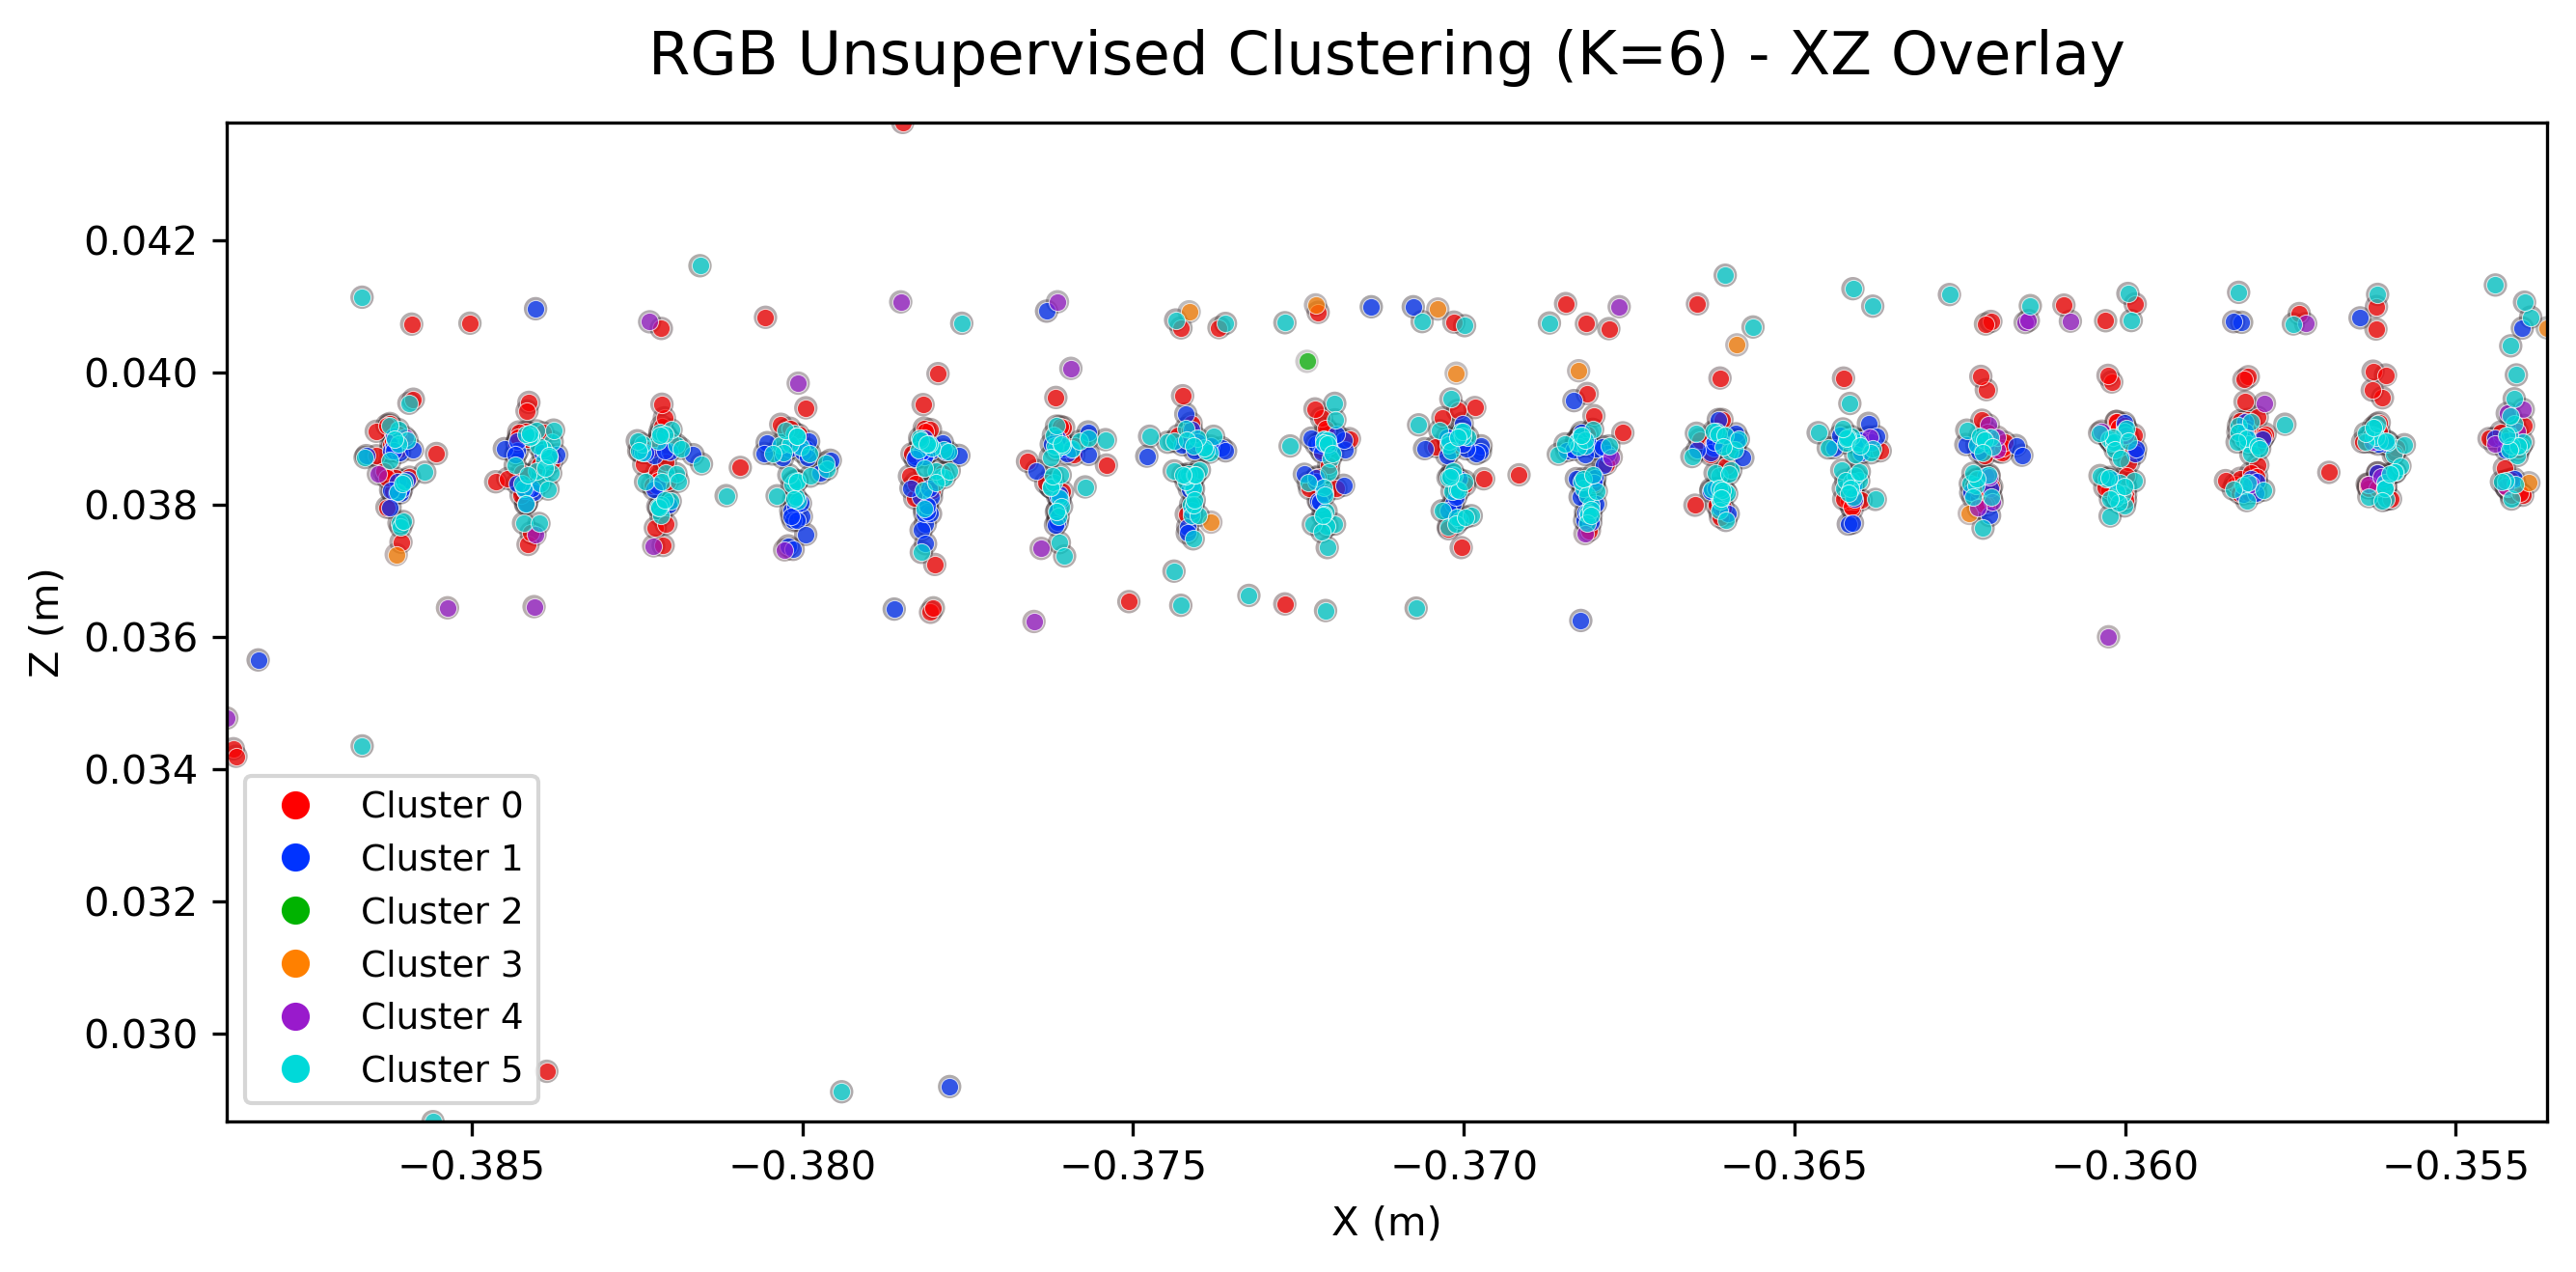 RGB Unsupervised Clustering (K=6) - XZ Overlay
Z (m)
0.042
0.040
0.038
0.036
0.034
0.032
0.030
Cluster 0
Cluster 1
Cluster 2
Cluster 3
Cluster 4
Cluster 5
−0.385 −0.380 −0.375 −0.370 −0.365 −0.360 −0.355
X (m)